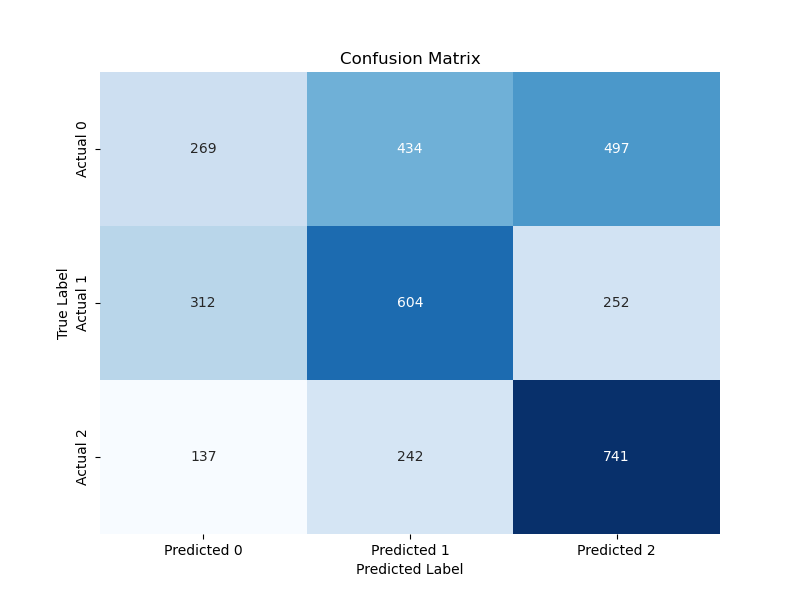 Confusion Matrix
True Label
Actual 0
269 434 497
Actual 1
312 604 252
Actual 2
137 242 741
Predicted 0 Predicted 1 Predicted 2
Predicted Label